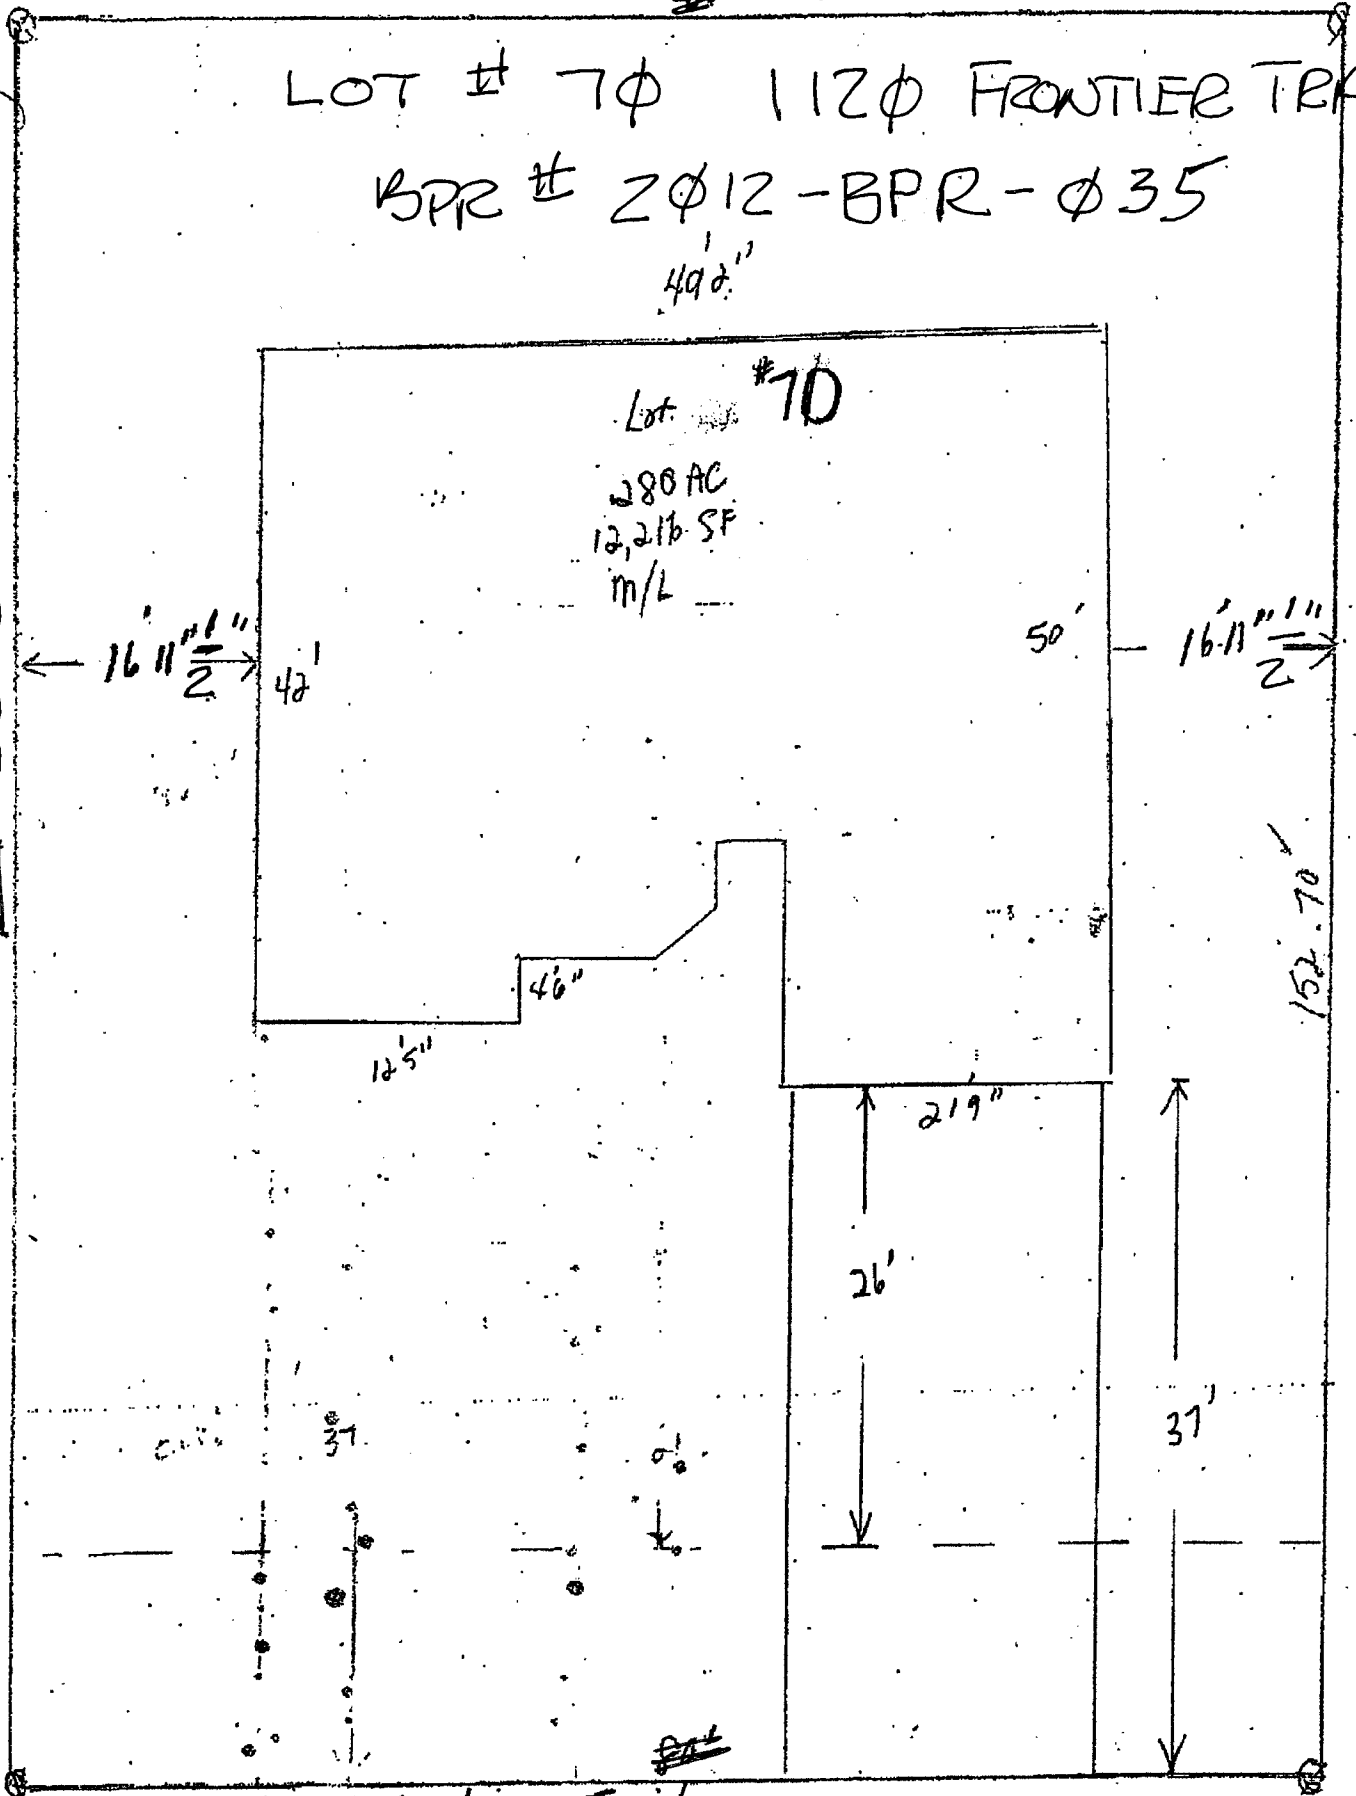 LOT # 7Ø 112Ø FRONTIER TR
BPR # 2Ø12-BPR-Ø35
49'2"
Lot #70
.280 AC
12,216 SF
M/L
16'11" 1/2"
42'
50'
16'11" 1/2"
152.70'
4'6"
12'5"
21'9"
26'
37'
37